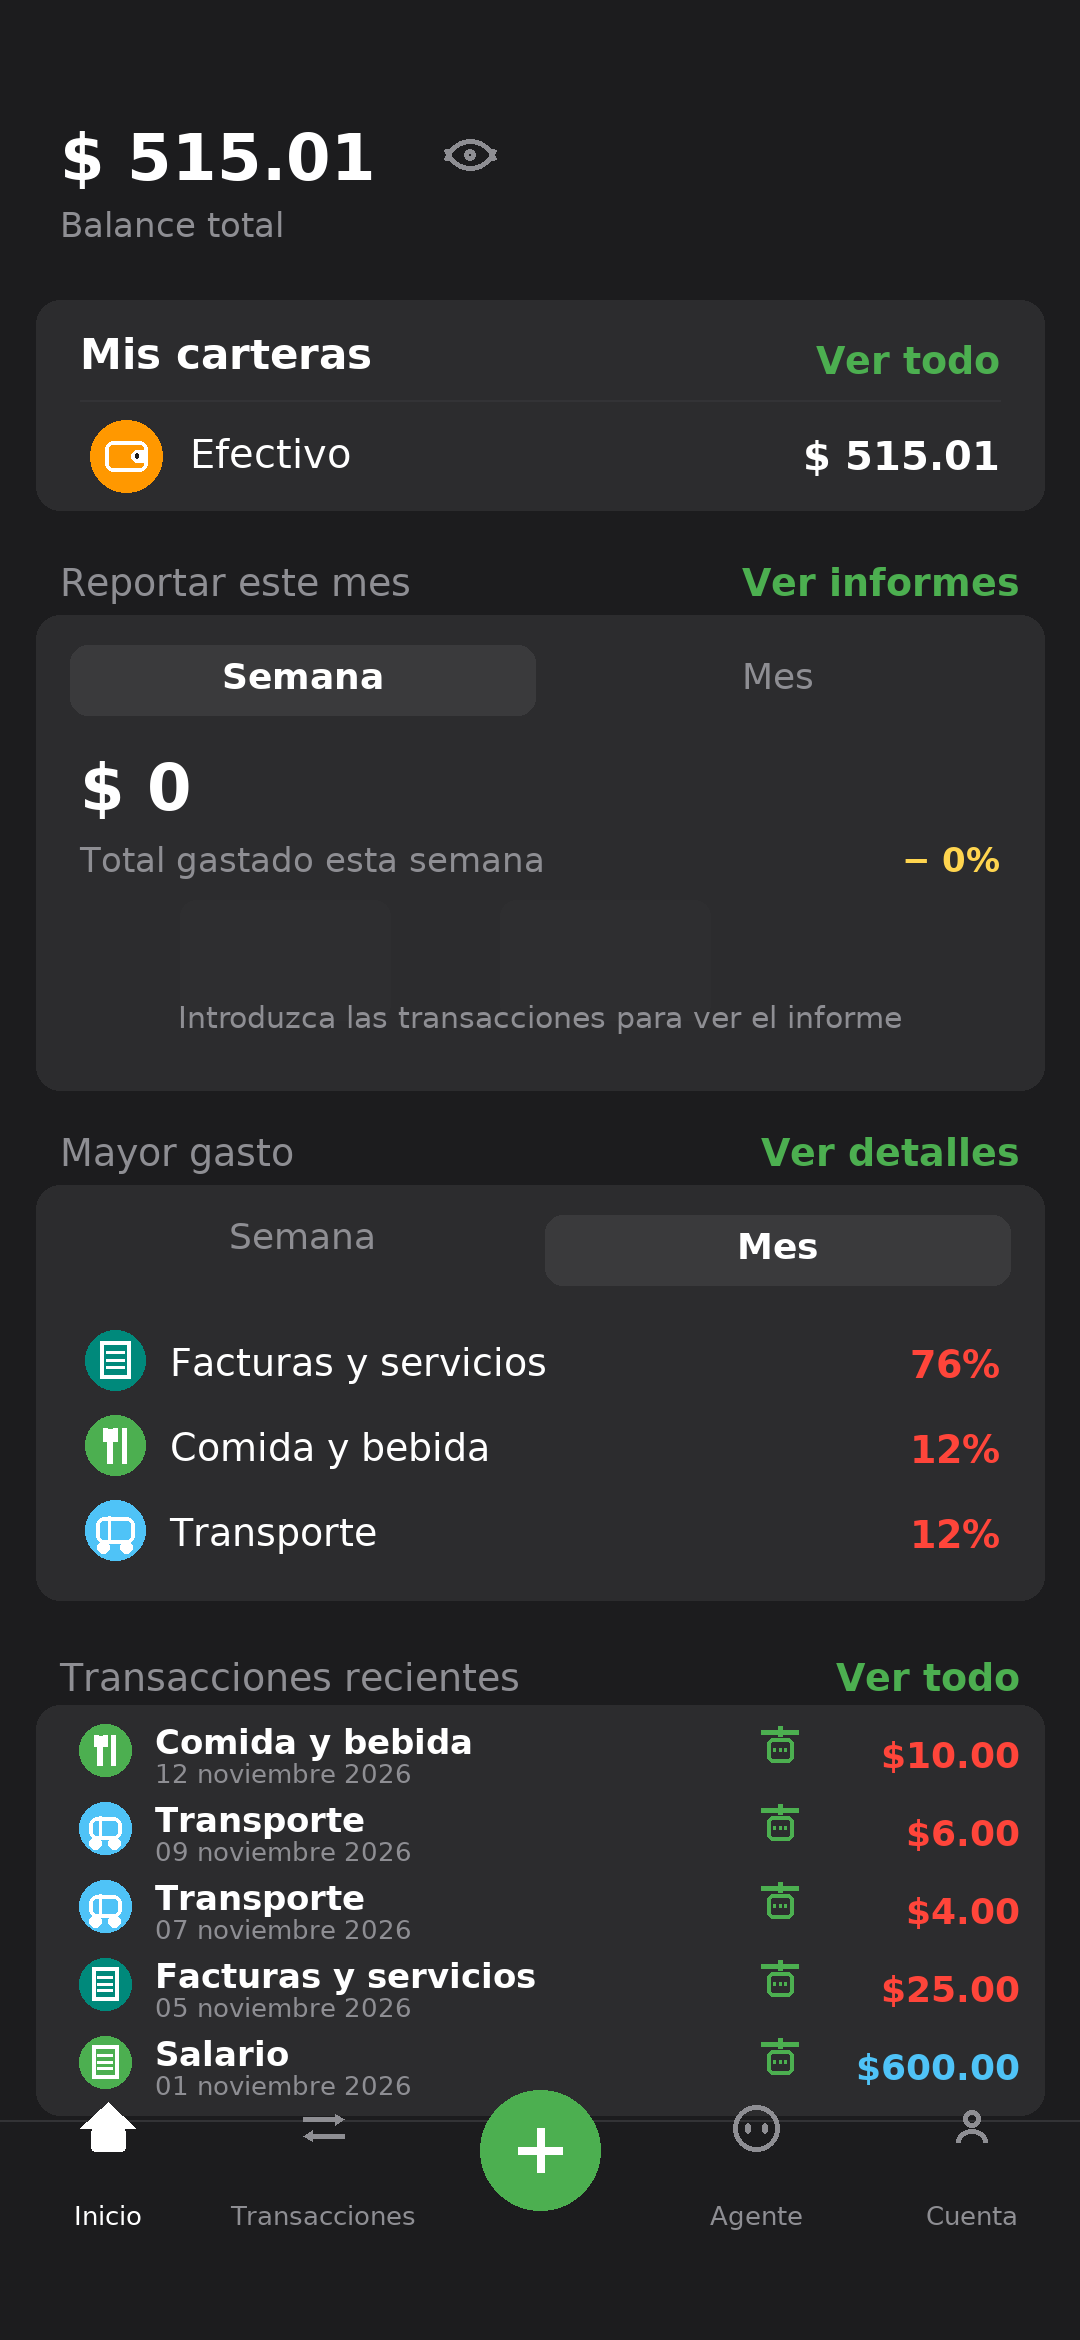 $ 515.01
Balance total
Mis carteras
Ver todo
Efectivo
$ 515.01
Reportar este mes
Ver informes
Semana
Mes
$ 0
Total gastado esta semana
– 0%
Introduzca las transacciones para ver el informe
Mayor gasto
Ver detalles
Semana
Mes
Facturas y servicios
76%
Comida y bebida
12%
Transporte
12%
Transacciones recientes
Ver todo
Comida y bebida
12 noviembre 2026
$10.00
Transporte
09 noviembre 2026
$6.00
Transporte
07 noviembre 2026
$4.00
Facturas y servicios
05 noviembre 2026
$25.00
Salario
01 noviembre 2026
$600.00
Inicio
Transacciones
Agente
Cuenta